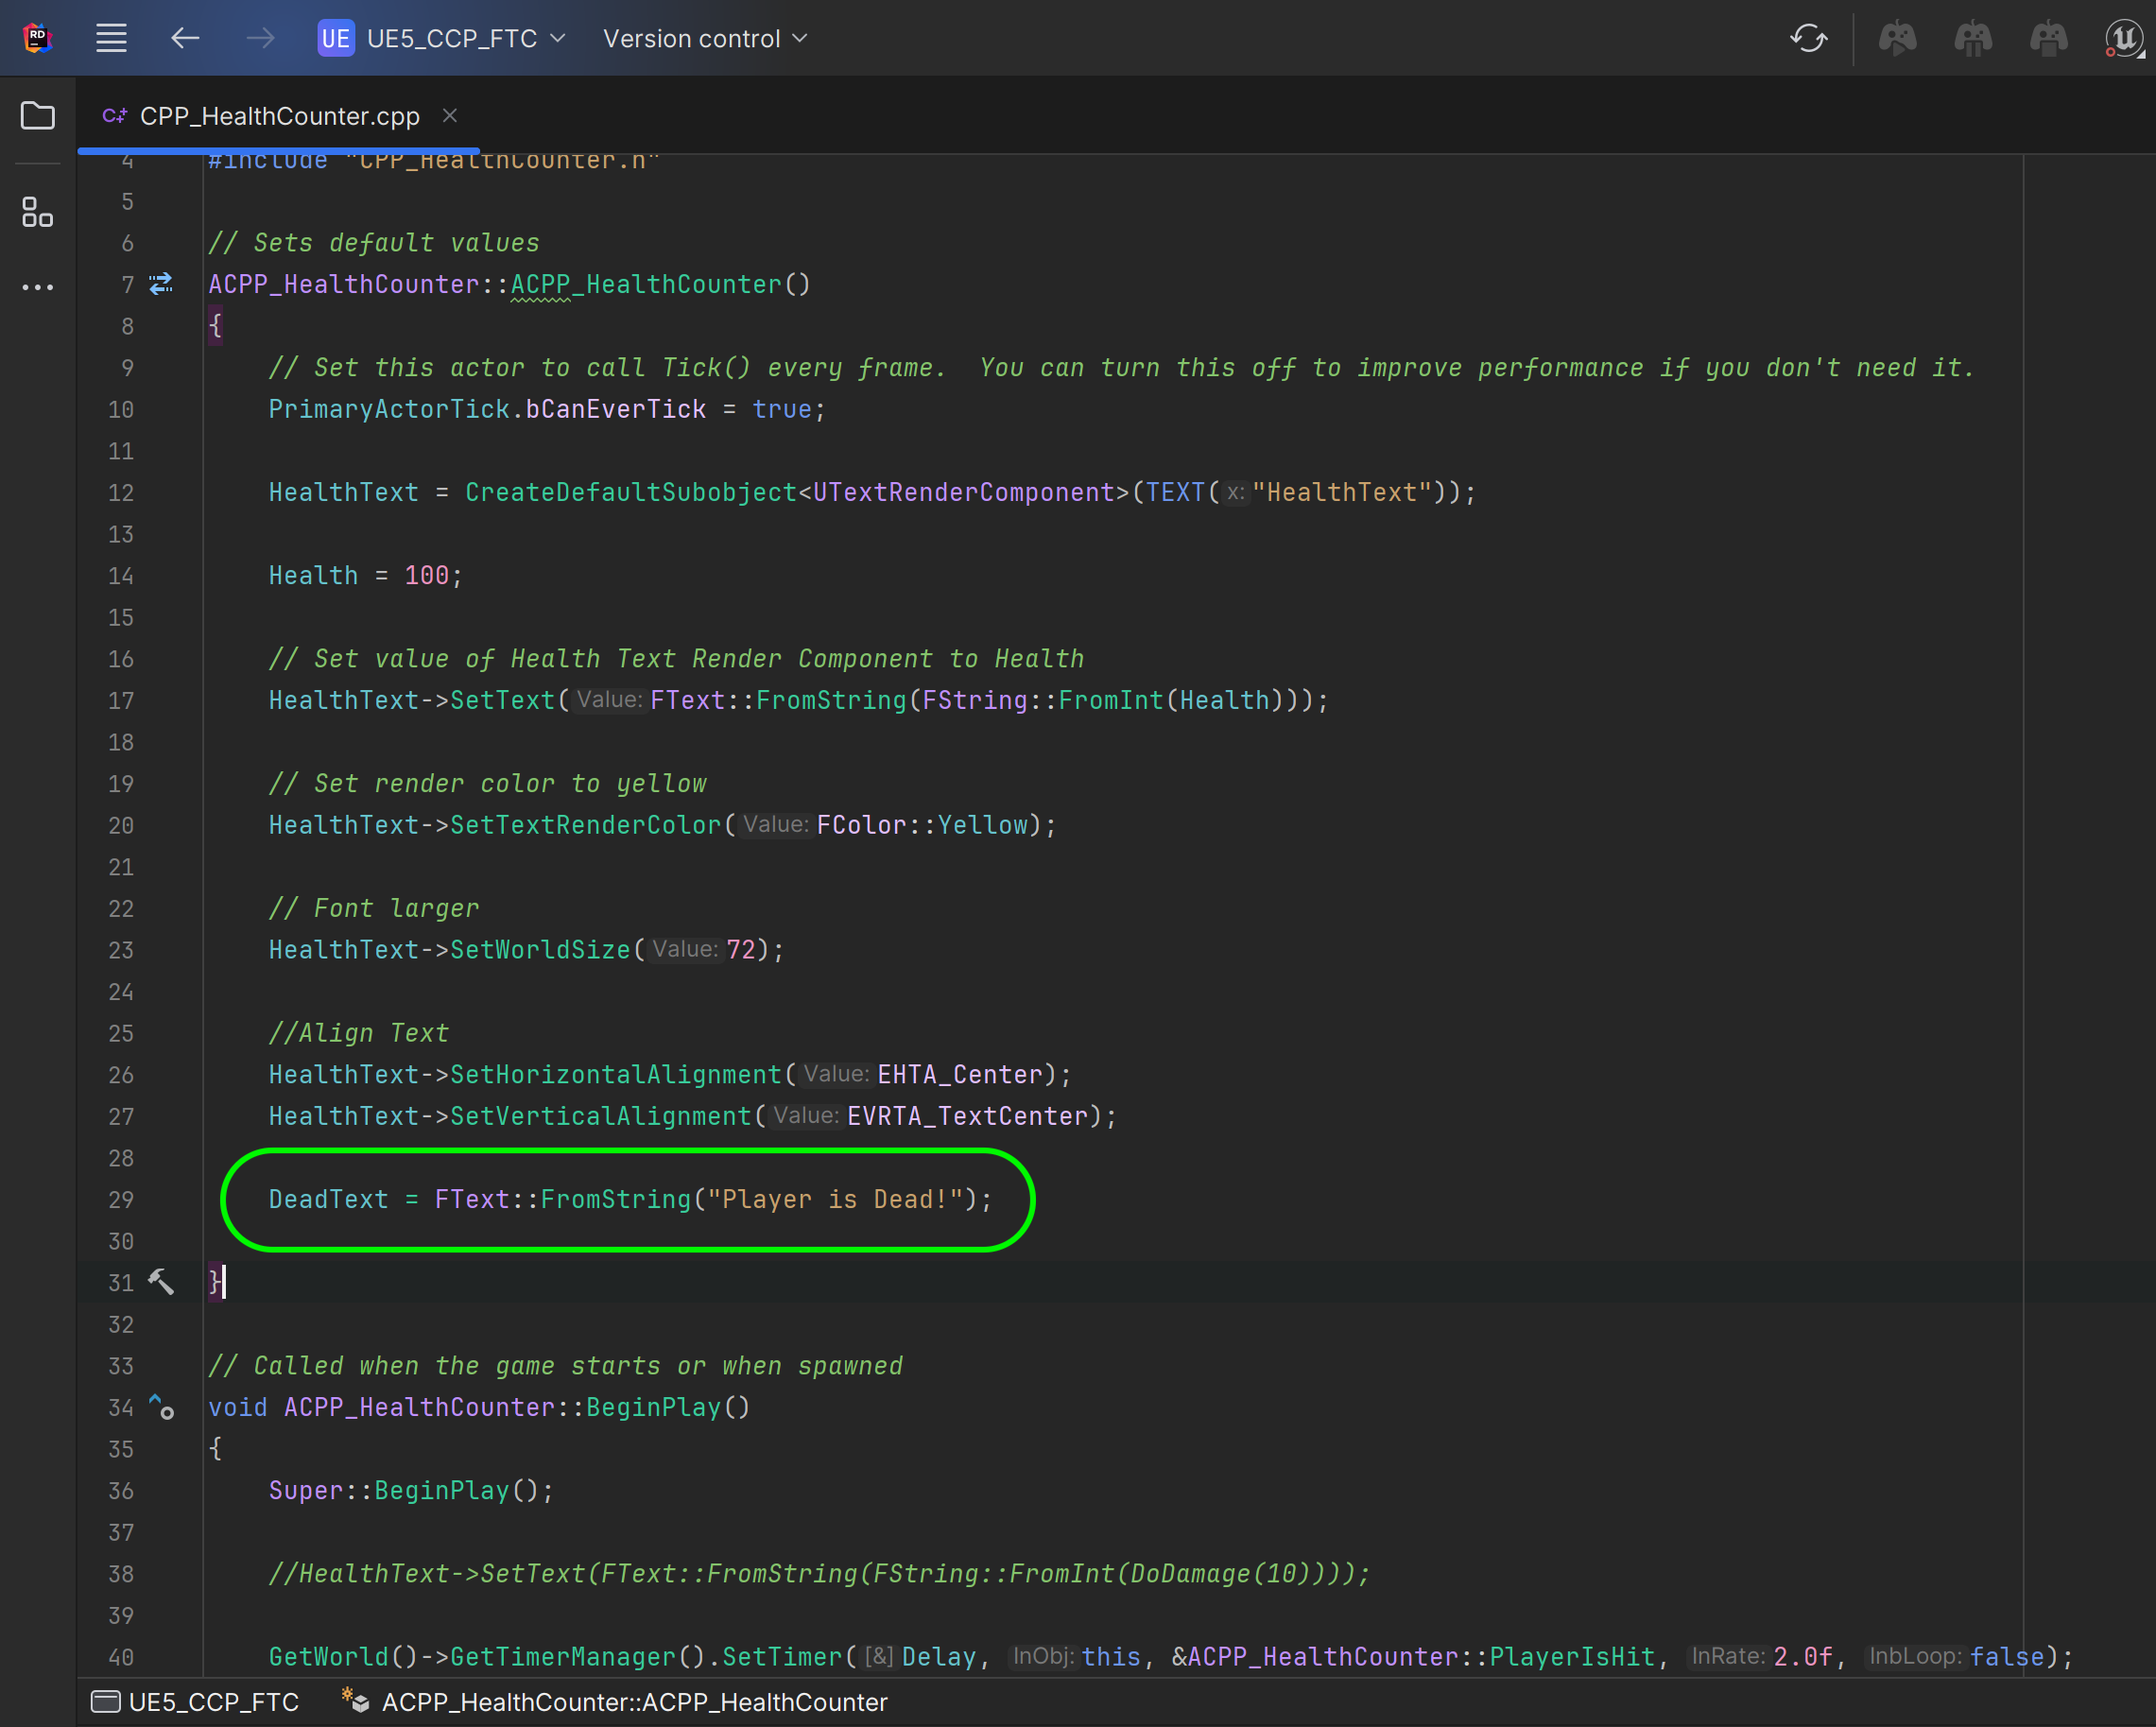 RD
UE UE5_CCP_FTC Version control
C++ CPP_HealthCounter.cpp
4 #include "CPP_HealthCounter.h"
5
6 // Sets default values
7 ACPP_HealthCounter::ACPP_HealthCounter()
8 {
9 // Set this actor to call Tick() every frame.  You can turn this off to improve performance if you don't need it.
10 PrimaryActorTick.bCanEverTick = true;
11
12 HealthText = CreateDefaultSubobject<UTextRenderComponent>(TEXT( x: "HealthText"));
13
14 Health = 100;
15
16 // Set value of Health Text Render Component to Health
17 HealthText->SetText( Value: FText::FromString(FString::FromInt(Health)));
18
19 // Set render color to yellow
20 HealthText->SetTextRenderColor( Value: FColor::Yellow);
21
22 // Font larger
23 HealthText->SetWorldSize( Value: 72);
24
25 //Align Text
26 HealthText->SetHorizontalAlignment( Value: EHTA_Center);
27 HealthText->SetVerticalAlignment( Value: EVRTA_TextCenter);
28
29 DeadText = FText::FromString("Player is Dead!");
30
31 }
32
33 // Called when the game starts or when spawned
34 void ACPP_HealthCounter::BeginPlay()
35 {
36 Super::BeginPlay();
37
38 //HealthText->SetText(FText::FromString(FString::FromInt(DoDamage(10))));
39
40 GetWorld()->GetTimerManager().SetTimer( [&] Delay, InObj: this, &ACPP_HealthCounter::PlayerIsHit, InRate: 2.0f, InbLoop: false);
UE5_CCP_FTC ACPP_HealthCounter::ACPP_HealthCounter